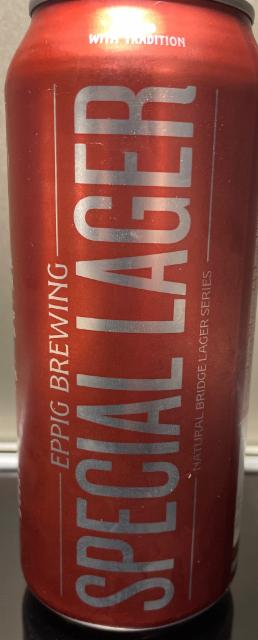 WITH TRADITION
EPPIG BREWING
SPECIAL LAGER
NATURAL BRIDGE LAGER SERIES